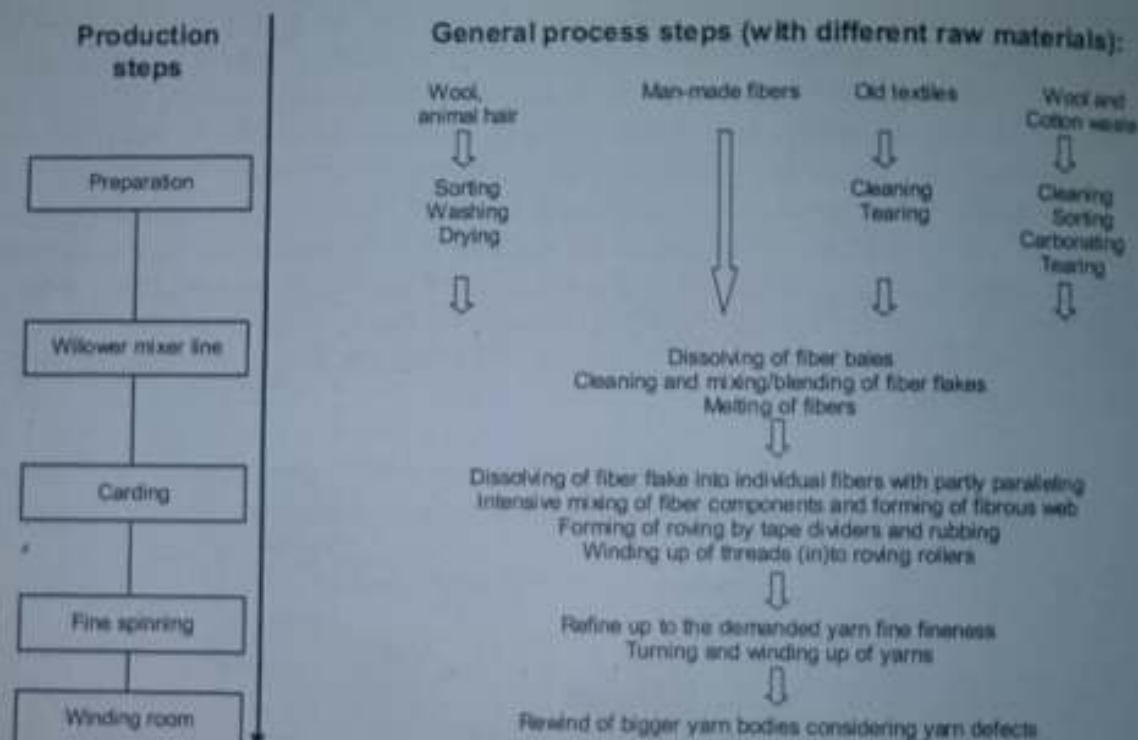 Production
steps
General process steps (with different raw materials):
Wool,
animal hair
Man-made fibers
Old textiles
Wool and
Cotton waste
Preparation
Sorting
Washing
Drying
Cleaning
Tearing
Cleaning
Sorting
Carbonating
Tearing
Willower mixer line
Dissolving of fiber bales
Cleaning and mixing/blending of fiber flakes
Melting of fibers
Carding
Dissolving of fiber flake into individual fibers with partly paralleling
Intensive mixing of fiber components and forming of fibrous web
Forming of roving by tape dividers and rubbing
Winding up of threads (in)to roving rollers
Fine spinning
Refine up to the demanded yarn fine fineness
Turning and winding up of yarns
Winding room
Rewind of bigger yarn bodies considering yarn defects